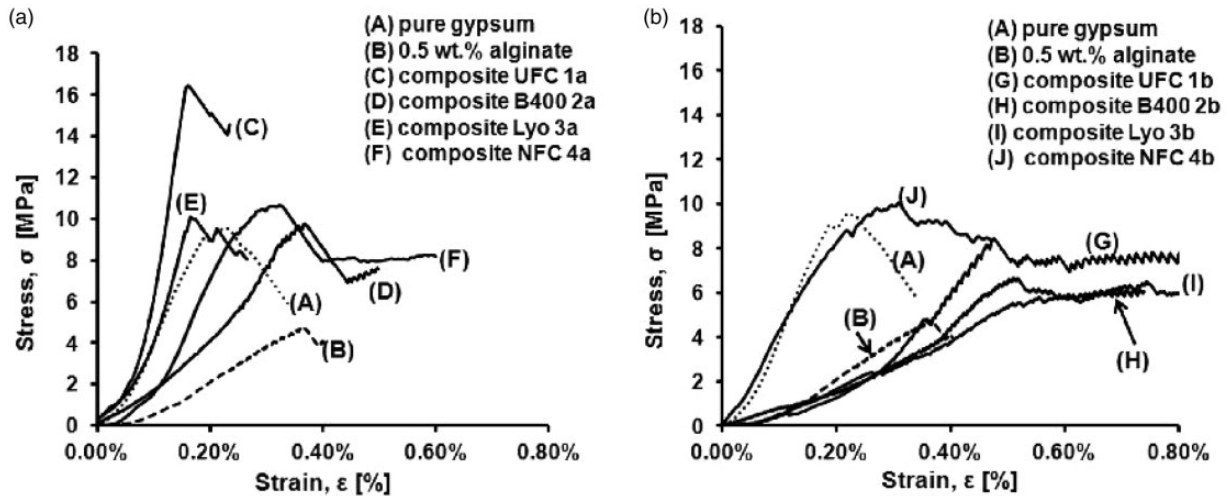 (a)
(A) pure gypsum
(B) 0.5 wt.% alginate
(C) composite UFC 1a
(D) composite B400 2a
(E) composite Lyo 3a
(F) composite NFC 4a
18
16
14
12
10
8
6
4
2
0
Stress, σ [MPa]
(C)
(E)
(F)
(D)
(A)
(B)
0.00%
0.20%
0.40%
0.60%
0.80%
Strain, ε [%]
(b)
(A) pure gypsum
(B) 0.5 wt.% alginate
(G) composite UFC 1b
(H) composite B400 2b
(I) composite Lyo 3b
(J) composite NFC 4b
18
16
14
12
10
8
6
4
2
0
Stress, σ [MPa]
(J)
(G)
(A)
(I)
(B)
(H)
0.00%
0.20%
0.40%
0.60%
0.80%
Strain, ε [%]